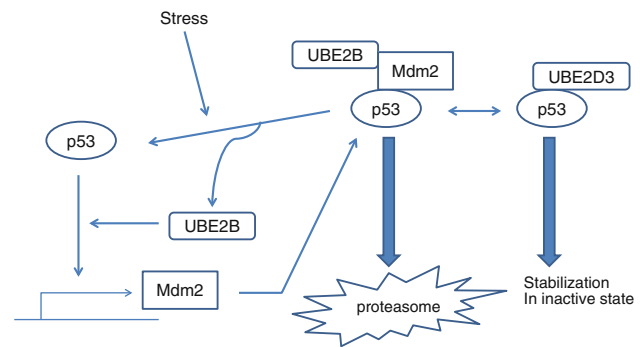 Stress
UBE2B
Mdm2
UBE2D3
p53
p53
p53
UBE2B
Mdm2
proteasome
Stabilization
In inactive state